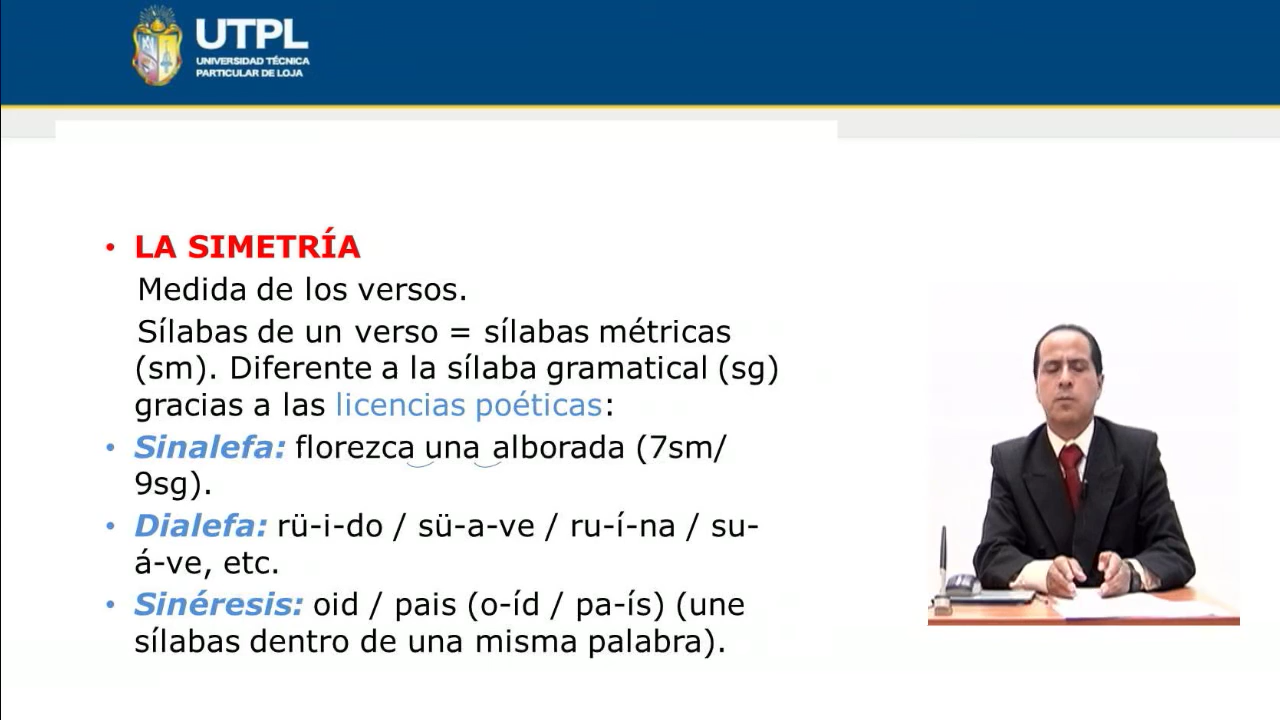 UTPL
UNIVERSIDAD TÉCNICA
PARTICULAR DE LOJA
• LA SIMETRÍA
Medida de los versos.
Sílabas de un verso = sílabas métricas
(sm). Diferente a la sílaba gramatical (sg)
gracias a las licencias poéticas:
• Sinalefa: florezca una alborada (7sm/
9sg).
• Dialefa: rü-i-do / sü-a-ve / ru-í-na / su-
á-ve, etc.
• Sinéresis: oid / pais (o-íd / pa-ís) (une
sílabas dentro de una misma palabra).